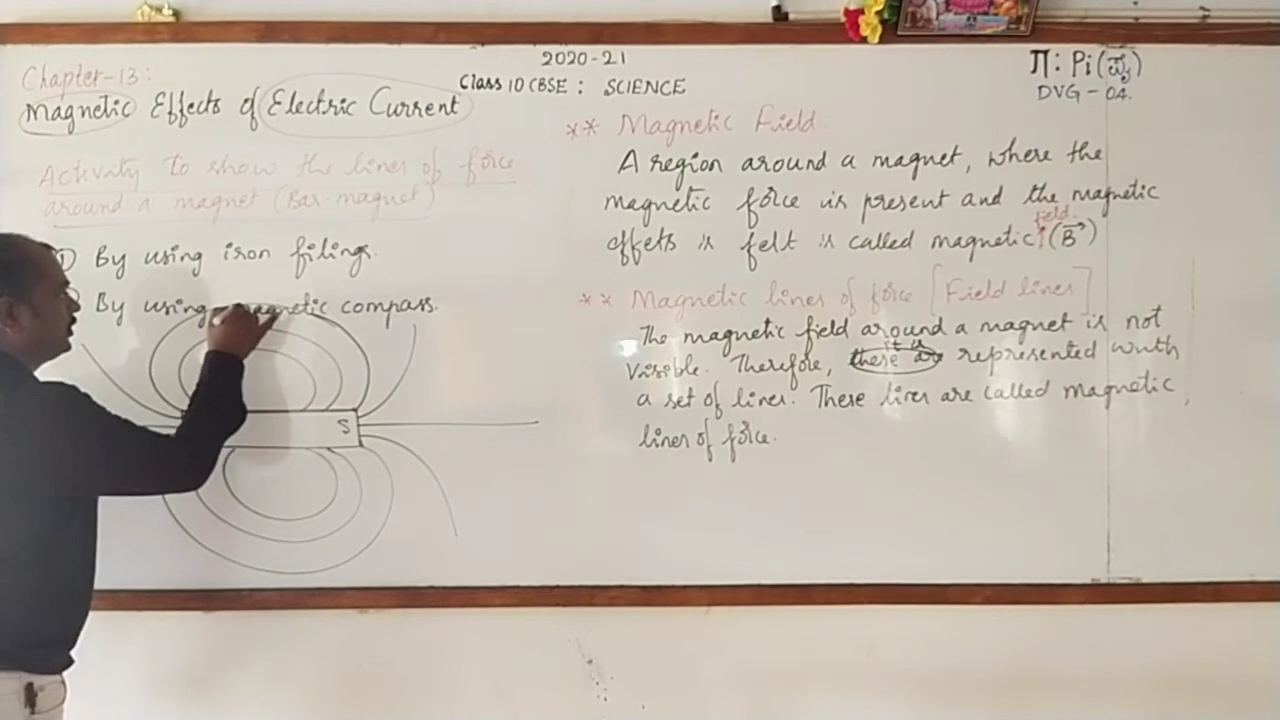 2020-21
Class 10 CBSE : SCIENCE
Π : Pi
DVG - 04.
Chapter-13:
Magnetic Effects of Electric Current
Activity to show the lines of force
around a magnet (Bar-magnet)
① By using iron filings.
By using magnetic compass.
S
** Magnetic Field.
A region around a magnet, where the
magnetic force is present and the magnetic
effets is felt is called magnetic field. (B⃗)
** Magnetic lines of force [Field lines]
The magnetic field around a magnet is not
visible. Therefore, it is represented with
a set of lines. These lines are called magnetic
lines of force.